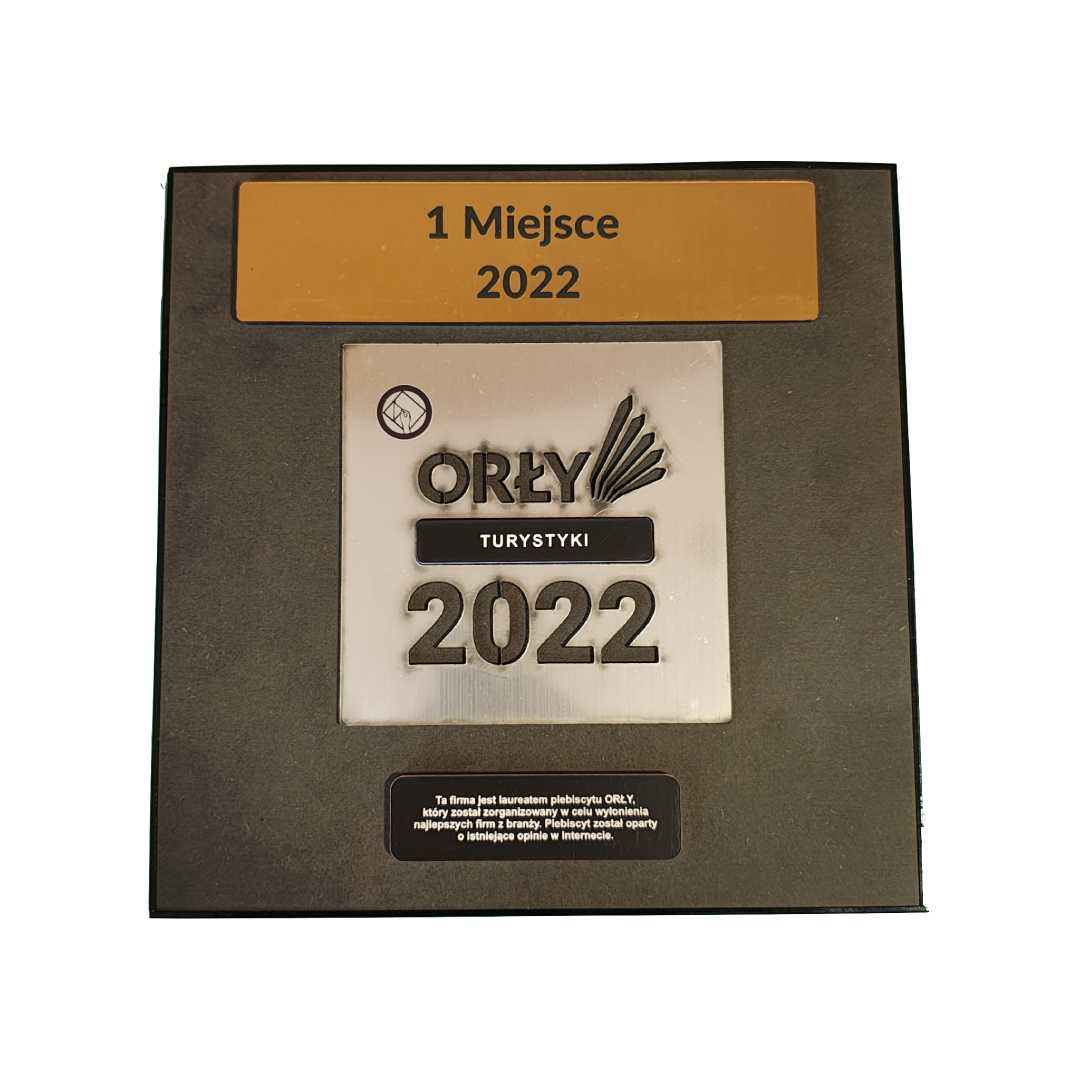 1 Miejsce
2022
ORŁY
TURYSTYKI
2022
Ta firma jest laureatem plebiscytu ORŁY,
który został zorganizowany w celu wyłonienia
najlepszych firm z branży. Plebiscyt został oparty
o istniejące opinie w Internecie.